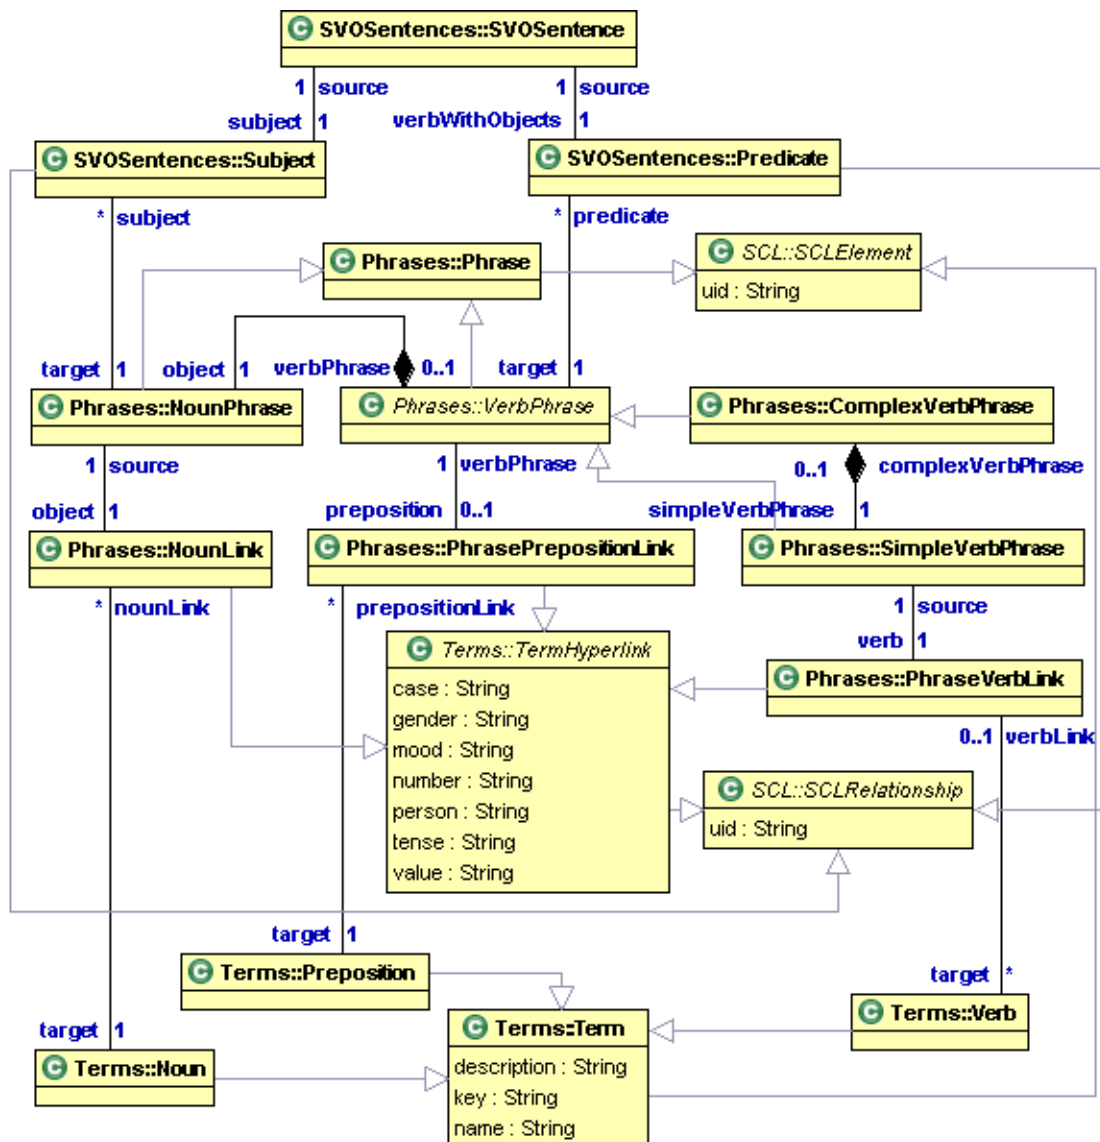 SVOSentences::SVOSentence
1 source
1 source
subject 1
verbWithObjects 1
SVOSentences::Subject
SVOSentences::Predicate
* subject
* predicate
Phrases::Phrase
SCL::SCLElement
uid : String
target 1
object 1
verbPhrase 0..1
target 1
Phrases::NounPhrase
Phrases::VerbPhrase
Phrases::ComplexVerbPhrase
1 source
1 verbPhrase
0..1 complexVerbPhrase
object 1
preposition 0..1
simpleVerbPhrase 1
Phrases::NounLink
Phrases::PhrasePrepositionLink
Phrases::SimpleVerbPhrase
* nounLink
* prepositionLink
1 source
verb 1
Terms::TermHyperlink
case : String
gender : String
mood : String
number : String
person : String
tense : String
value : String
Phrases::PhraseVerbLink
0..1 verbLink
SCL::SCLRelationship
uid : String
target 1
Terms::Preposition
target *
Terms::Verb
target 1
Terms::Noun
Terms::Term
description : String
key : String
name : String